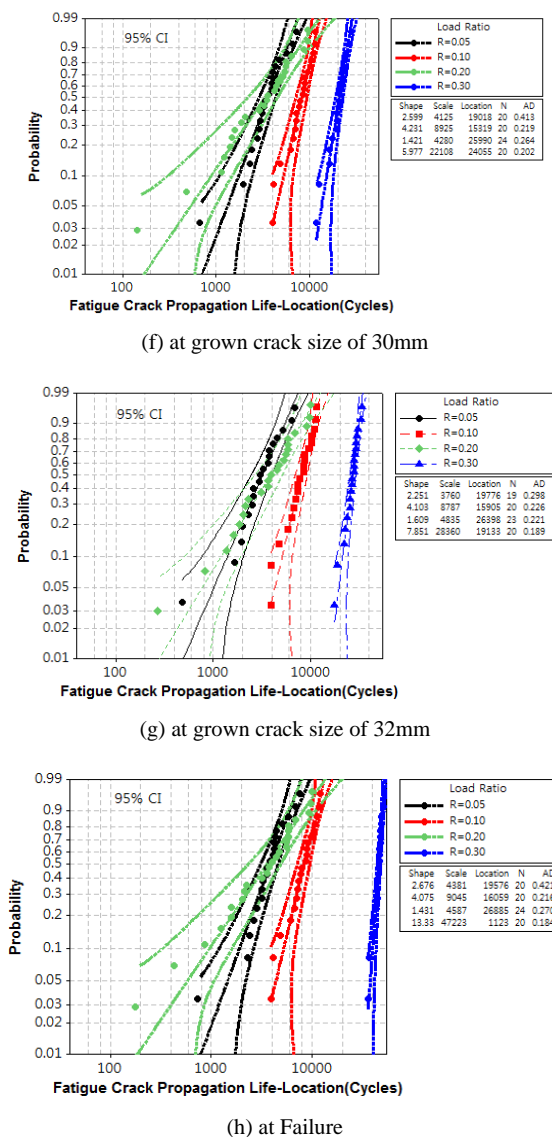 95% CI
Probability
0.99
0.9
0.8
0.7
0.6
0.5
0.4
0.3
0.2
0.1
0.05
0.03
0.02
0.01
100 1000 10000
Fatigue Crack Propagation Life-Location(Cycles)
Load Ratio
R=0.05
R=0.10
R=0.20
R=0.30
Shape Scale Location N AD
2.599 4125 19018 20 0.413
4.231 8925 15319 20 0.219
1.421 4280 25990 24 0.264
5.977 22108 24055 20 0.202
(f) at grown crack size of 30mm
95% CI
Probability
0.99
0.9
0.8
0.7
0.6
0.5
0.4
0.3
0.2
0.1
0.05
0.03
0.02
0.01
100 1000 10000
Fatigue Crack Propagation Life-Location(Cycles)
Load Ratio
R=0.05
R=0.10
R=0.20
R=0.30
Shape Scale Location N AD
2.251 3760 19776 19 0.298
4.103 8787 15905 20 0.226
1.609 4835 26398 23 0.221
7.851 28360 19133 20 0.189
(g) at grown crack size of 32mm
95% CI
Probability
0.99
0.9
0.8
0.7
0.6
0.5
0.4
0.3
0.2
0.1
0.05
0.03
0.02
0.01
100 1000 10000
Fatigue Crack Propagation Life-Location(Cycles)
Load Ratio
R=0.05
R=0.10
R=0.20
R=0.30
Shape Scale Location N AD
2.676 4381 19576 20 0.421
4.075 9045 16059 20 0.216
1.431 4587 26885 24 0.270
13.33 47223 1123 20 0.184
(h) at Failure